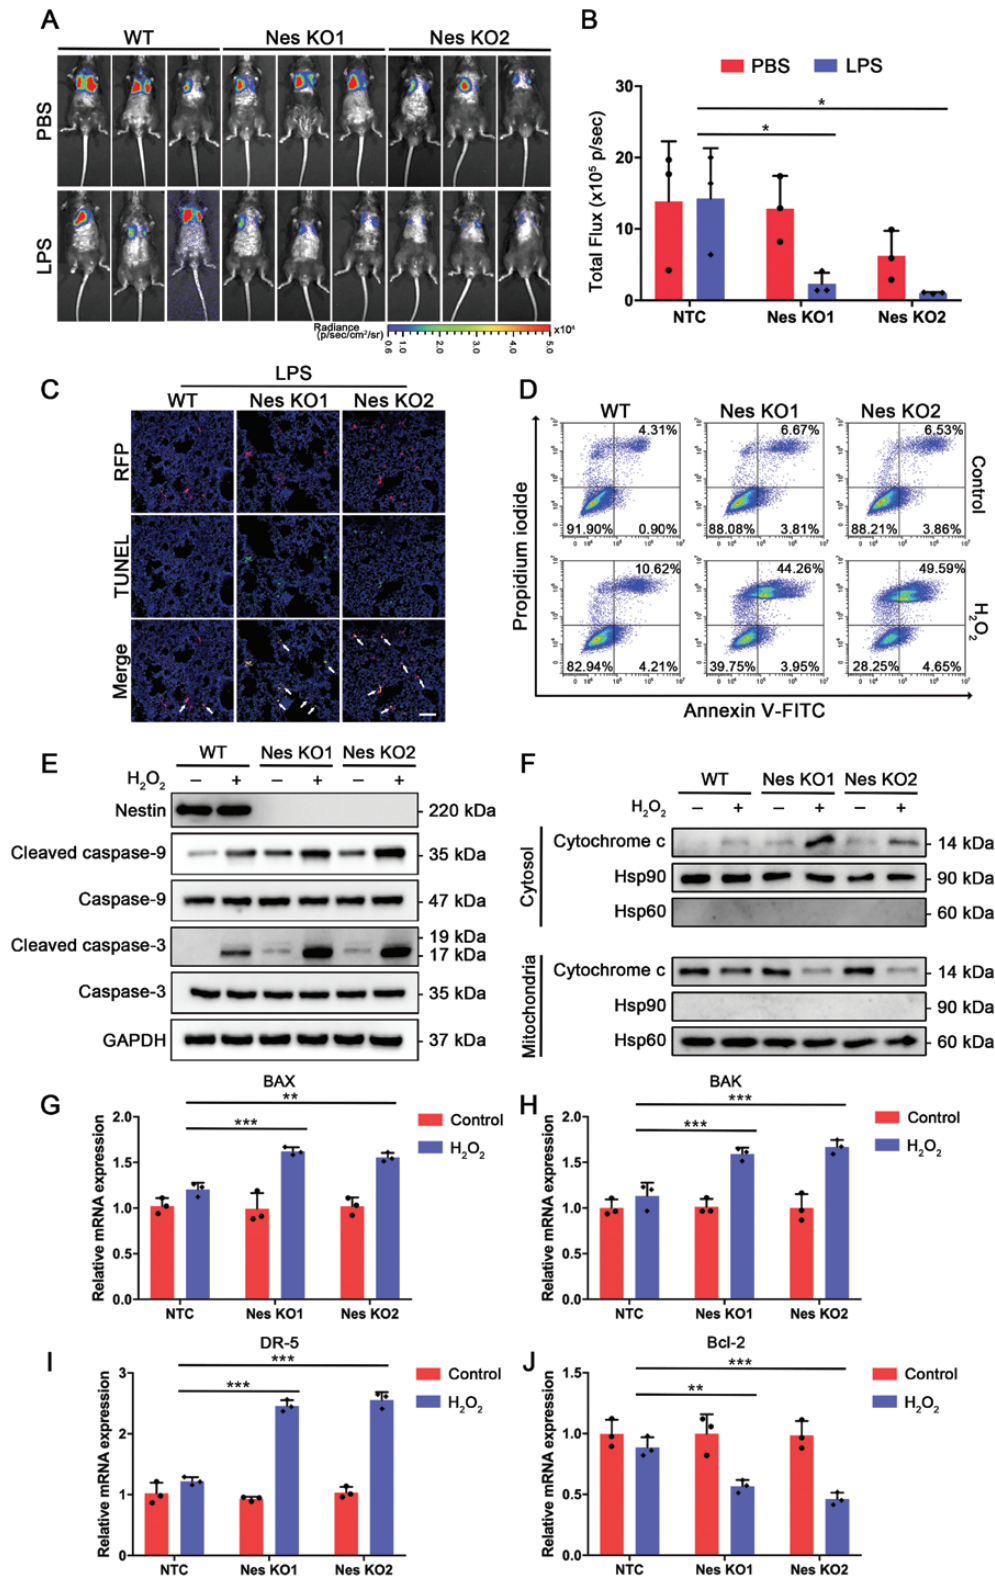 A
WT Nes KO1 Nes KO2
PBS
LPS
Radiance
(p/sec/cm²/sr)
0.6 1.0 2.0 3.0 4.0 5.0 x10⁴
B
PBS LPS
Total Flux (x10⁵ p/sec)
30
20
10
0
*
*
NTC Nes KO1 Nes KO2
C
LPS
WT Nes KO1 Nes KO2
RFP
TUNEL
Merge
D
WT Nes KO1 Nes KO2
4.31% 6.67% 6.53%
91.90% 0.90% 88.08% 3.81% 88.21% 3.86%
Control
10.62% 44.26% 49.59%
82.94% 4.21% 39.75% 3.95% 28.25% 4.65%
H₂O₂
Propidium iodide
Annexin V-FITC
E
WT Nes KO1 Nes KO2
H₂O₂ – + – + – +
Nestin 220 kDa
Cleaved caspase-9 35 kDa
Caspase-9 47 kDa
Cleaved caspase-3 19 kDa
17 kDa
Caspase-3 35 kDa
GAPDH 37 kDa
F
WT Nes KO1 Nes KO2
H₂O₂ – + – + – +
Cytosol
Cytochrome c 14 kDa
Hsp90 90 kDa
Hsp60 60 kDa
Mitochondria
Cytochrome c 14 kDa
Hsp90 90 kDa
Hsp60 60 kDa
G
BAX
Relative mRNA expression
2.0
1.5
1.0
0.5
0.0
**
***
Control
H₂O₂
NTC Nes KO1 Nes KO2
H
BAK
Relative mRNA expression
2.0
1.5
1.0
0.5
0.0
***
***
Control
H₂O₂
NTC Nes KO1 Nes KO2
I
DR-5
Relative mRNA expression
3
2
1
0
***
***
Control
H₂O₂
NTC Nes KO1 Nes KO2
J
Bcl-2
Relative mRNA expression
1.5
1.0
0.5
0.0
***
**
Control
H₂O₂
NTC Nes KO1 Nes KO2